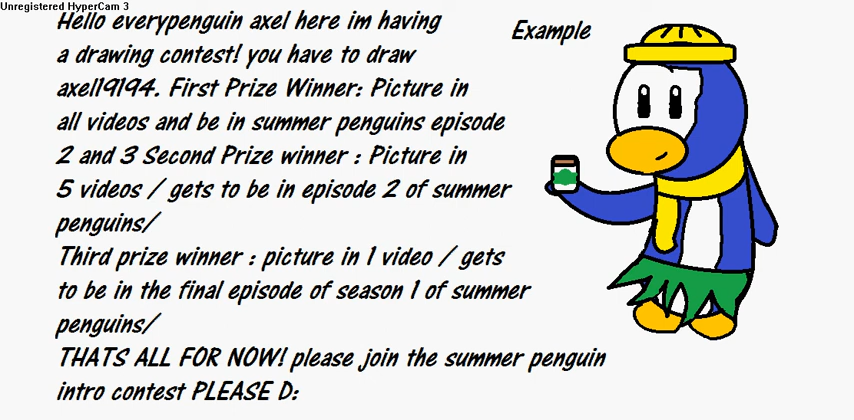 Unregistered HyperCam 3
Hello everypenguin axel here im having
a drawing contest! you have to draw
axel19194. First Prize Winner: Picture in
all videos and be in summer penguins episode
2 and 3 Second Prize winner : Picture in
5 videos / gets to be in episode 2 of summer
penguins/
Third prize winner : picture in 1 video / gets
to be in the final episode of season 1 of summer
penguins/
THATS ALL FOR NOW! please join the summer penguin
intro contest PLEASE D:
Example